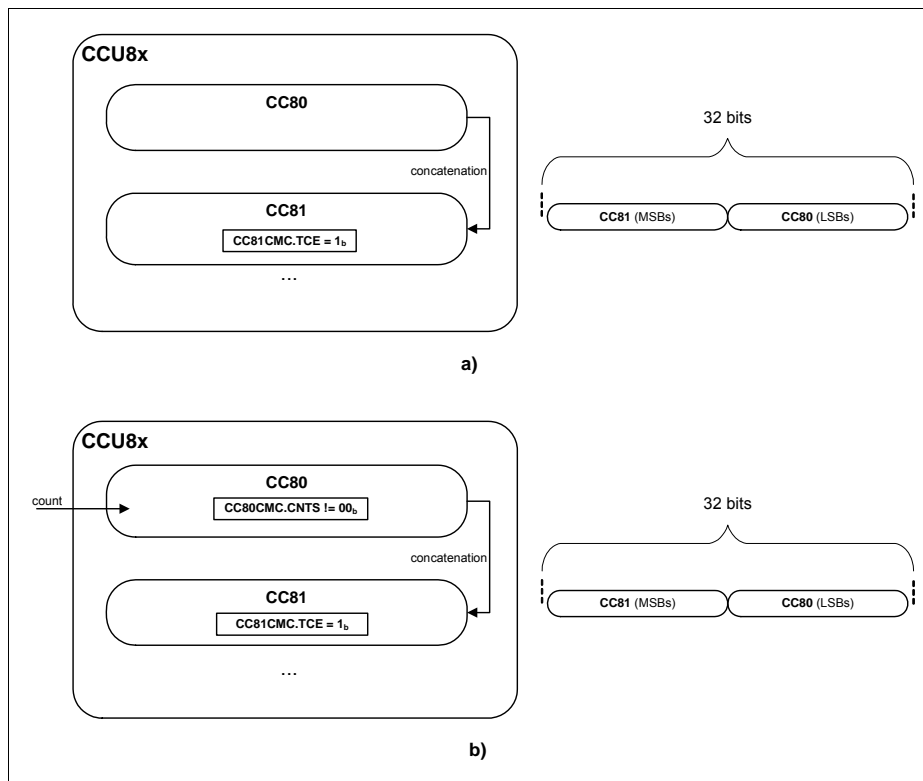 CCU8x
CC80
concatenation
CC81
CC81CMC.TCE = 1b
...
32 bits
CC81 (MSBs) CC80 (LSBs)
a)
CCU8x
CC80
count
CC80CMC.CNTS != 00b
concatenation
CC81
CC81CMC.TCE = 1b
...
32 bits
CC81 (MSBs) CC80 (LSBs)
b)